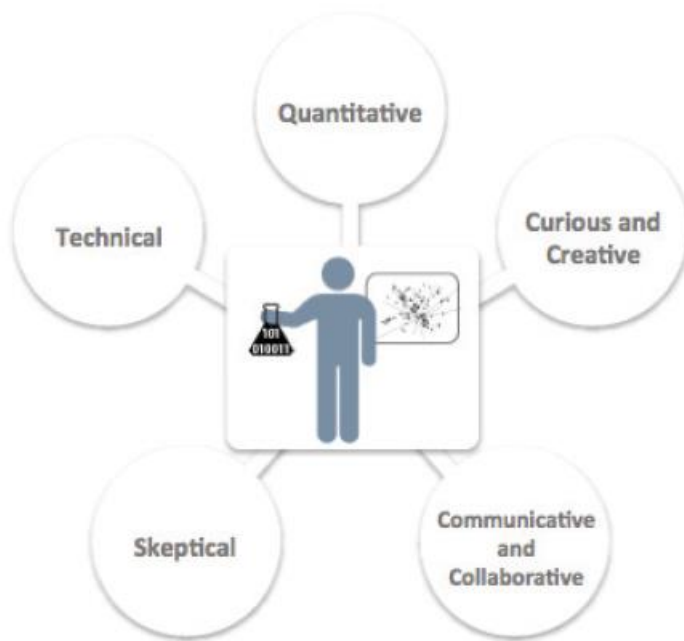 Quantitative
Technical
Curious and
Creative
101
010011
Skeptical
Communicative
and
Collaborative